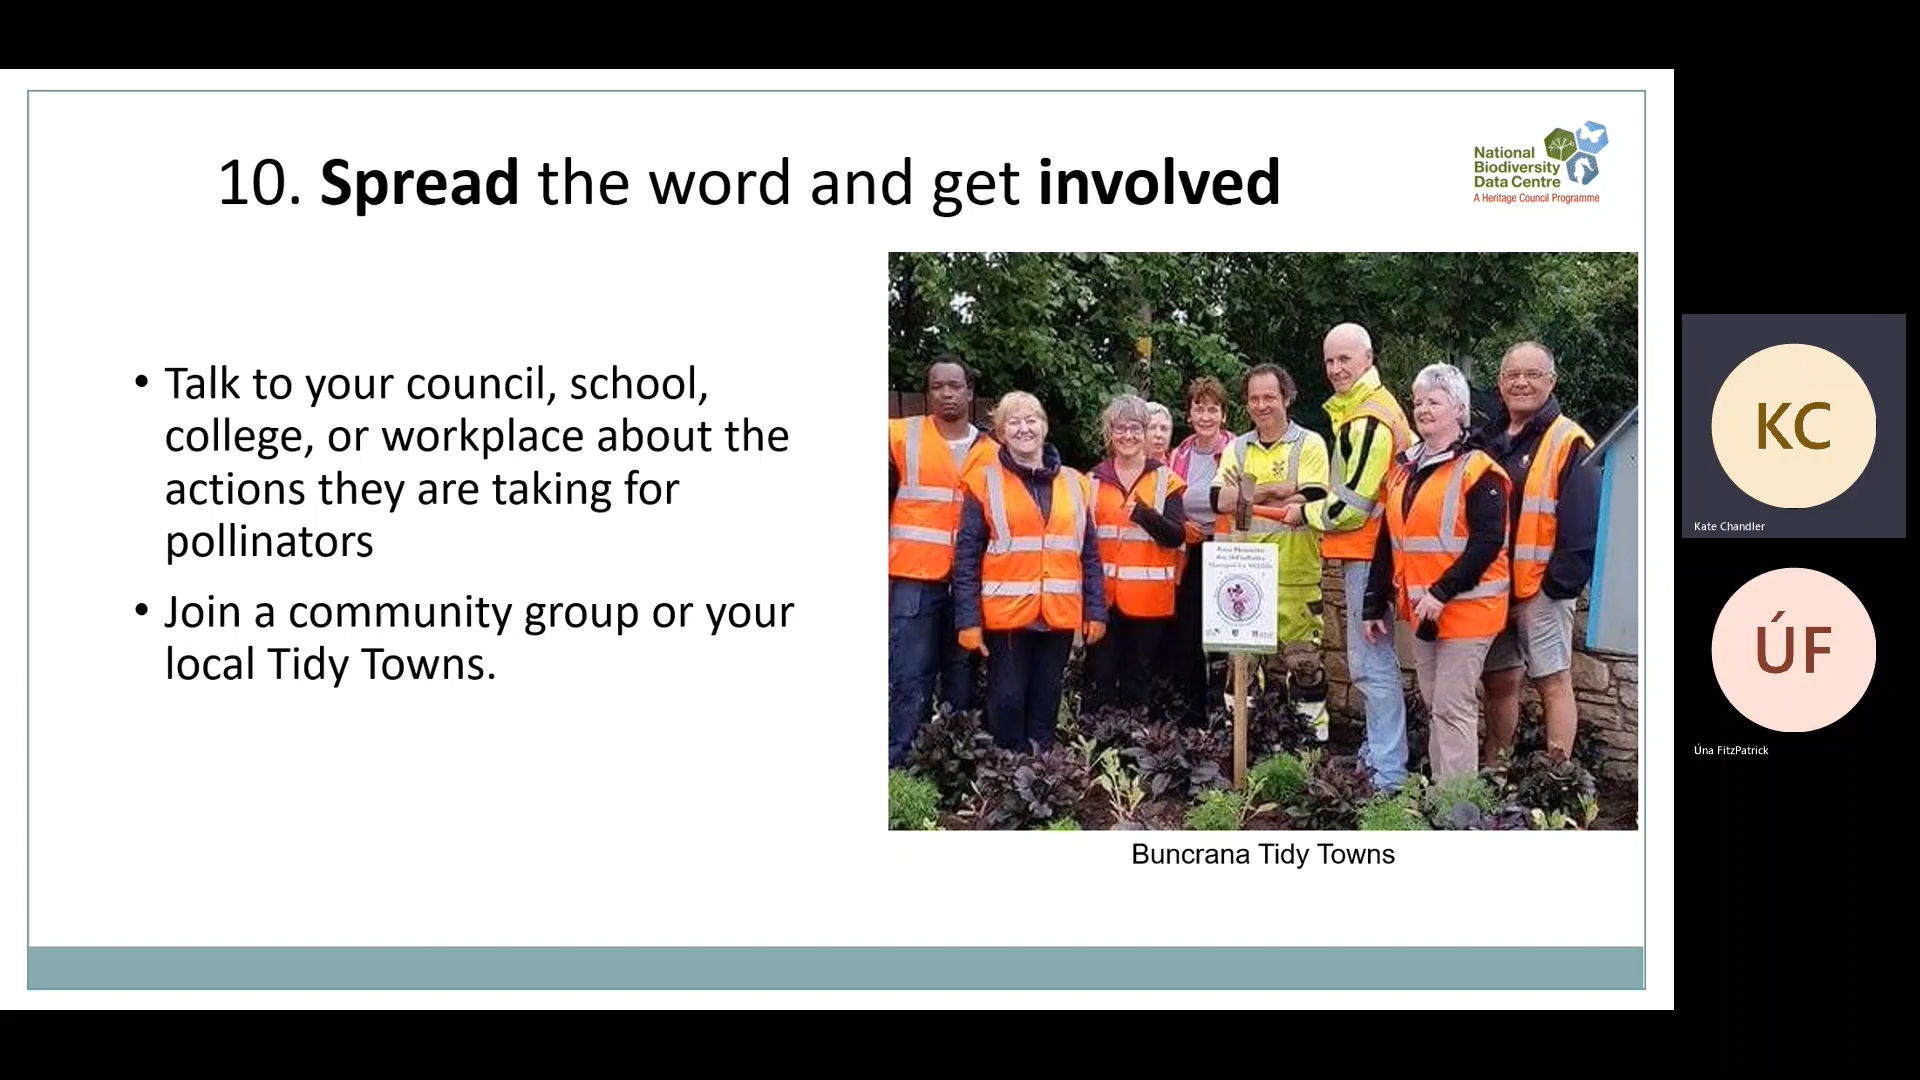 10. Spread the word and get involved
National
Biodiversity
Data Centre
A Heritage Council Programme
• Talk to your council, school,
college, or workplace about the
actions they are taking for
pollinators
• Join a community group or your
local Tidy Towns.
Buncrana Tidy Towns
KC
Kate Chandler
ÚF
Úna FitzPatrick